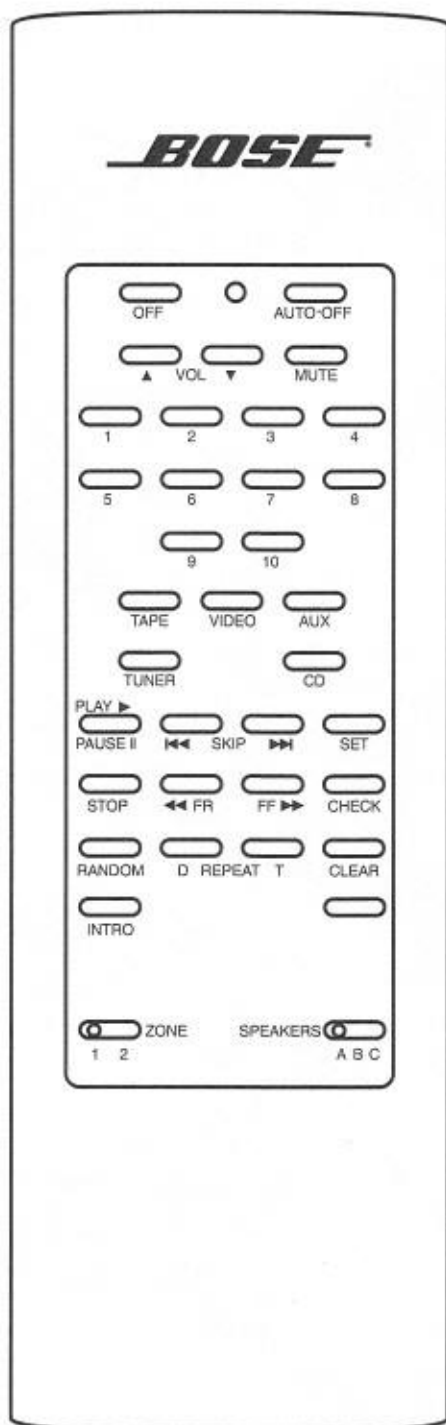 BOSE
OFF AUTO-OFF
▲ VOL ▼ MUTE
1 2 3 4
5 6 7 8
9 10
TAPE VIDEO AUX
TUNER CD
PLAY ▶
PAUSE II |◀◀ SKIP ▶▶| SET
STOP ◀◀ FR FF ▶▶ CHECK
RANDOM D REPEAT T CLEAR
INTRO
ZONE SPEAKERS
1 2 A B C